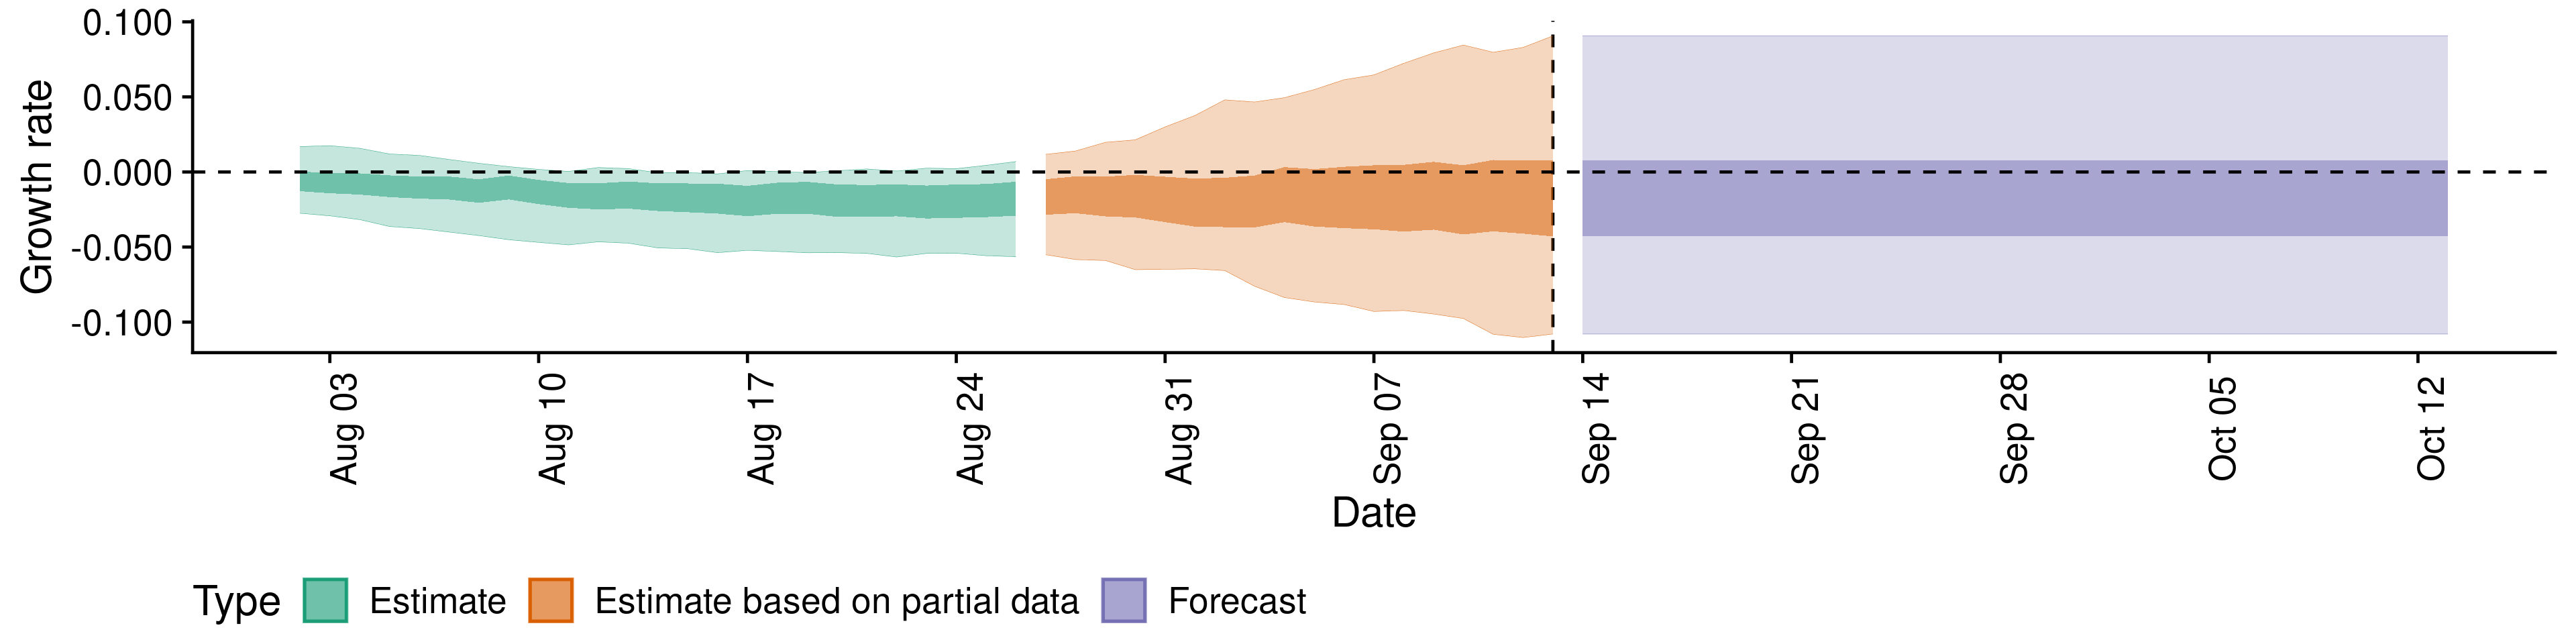 Growth rate
0.100
0.050
0.000
-0.050
-0.100
Aug 03
Aug 10
Aug 17
Aug 24
Aug 31
Sep 07
Sep 14
Sep 21
Sep 28
Oct 05
Oct 12
Date
Type Estimate Estimate based on partial data Forecast